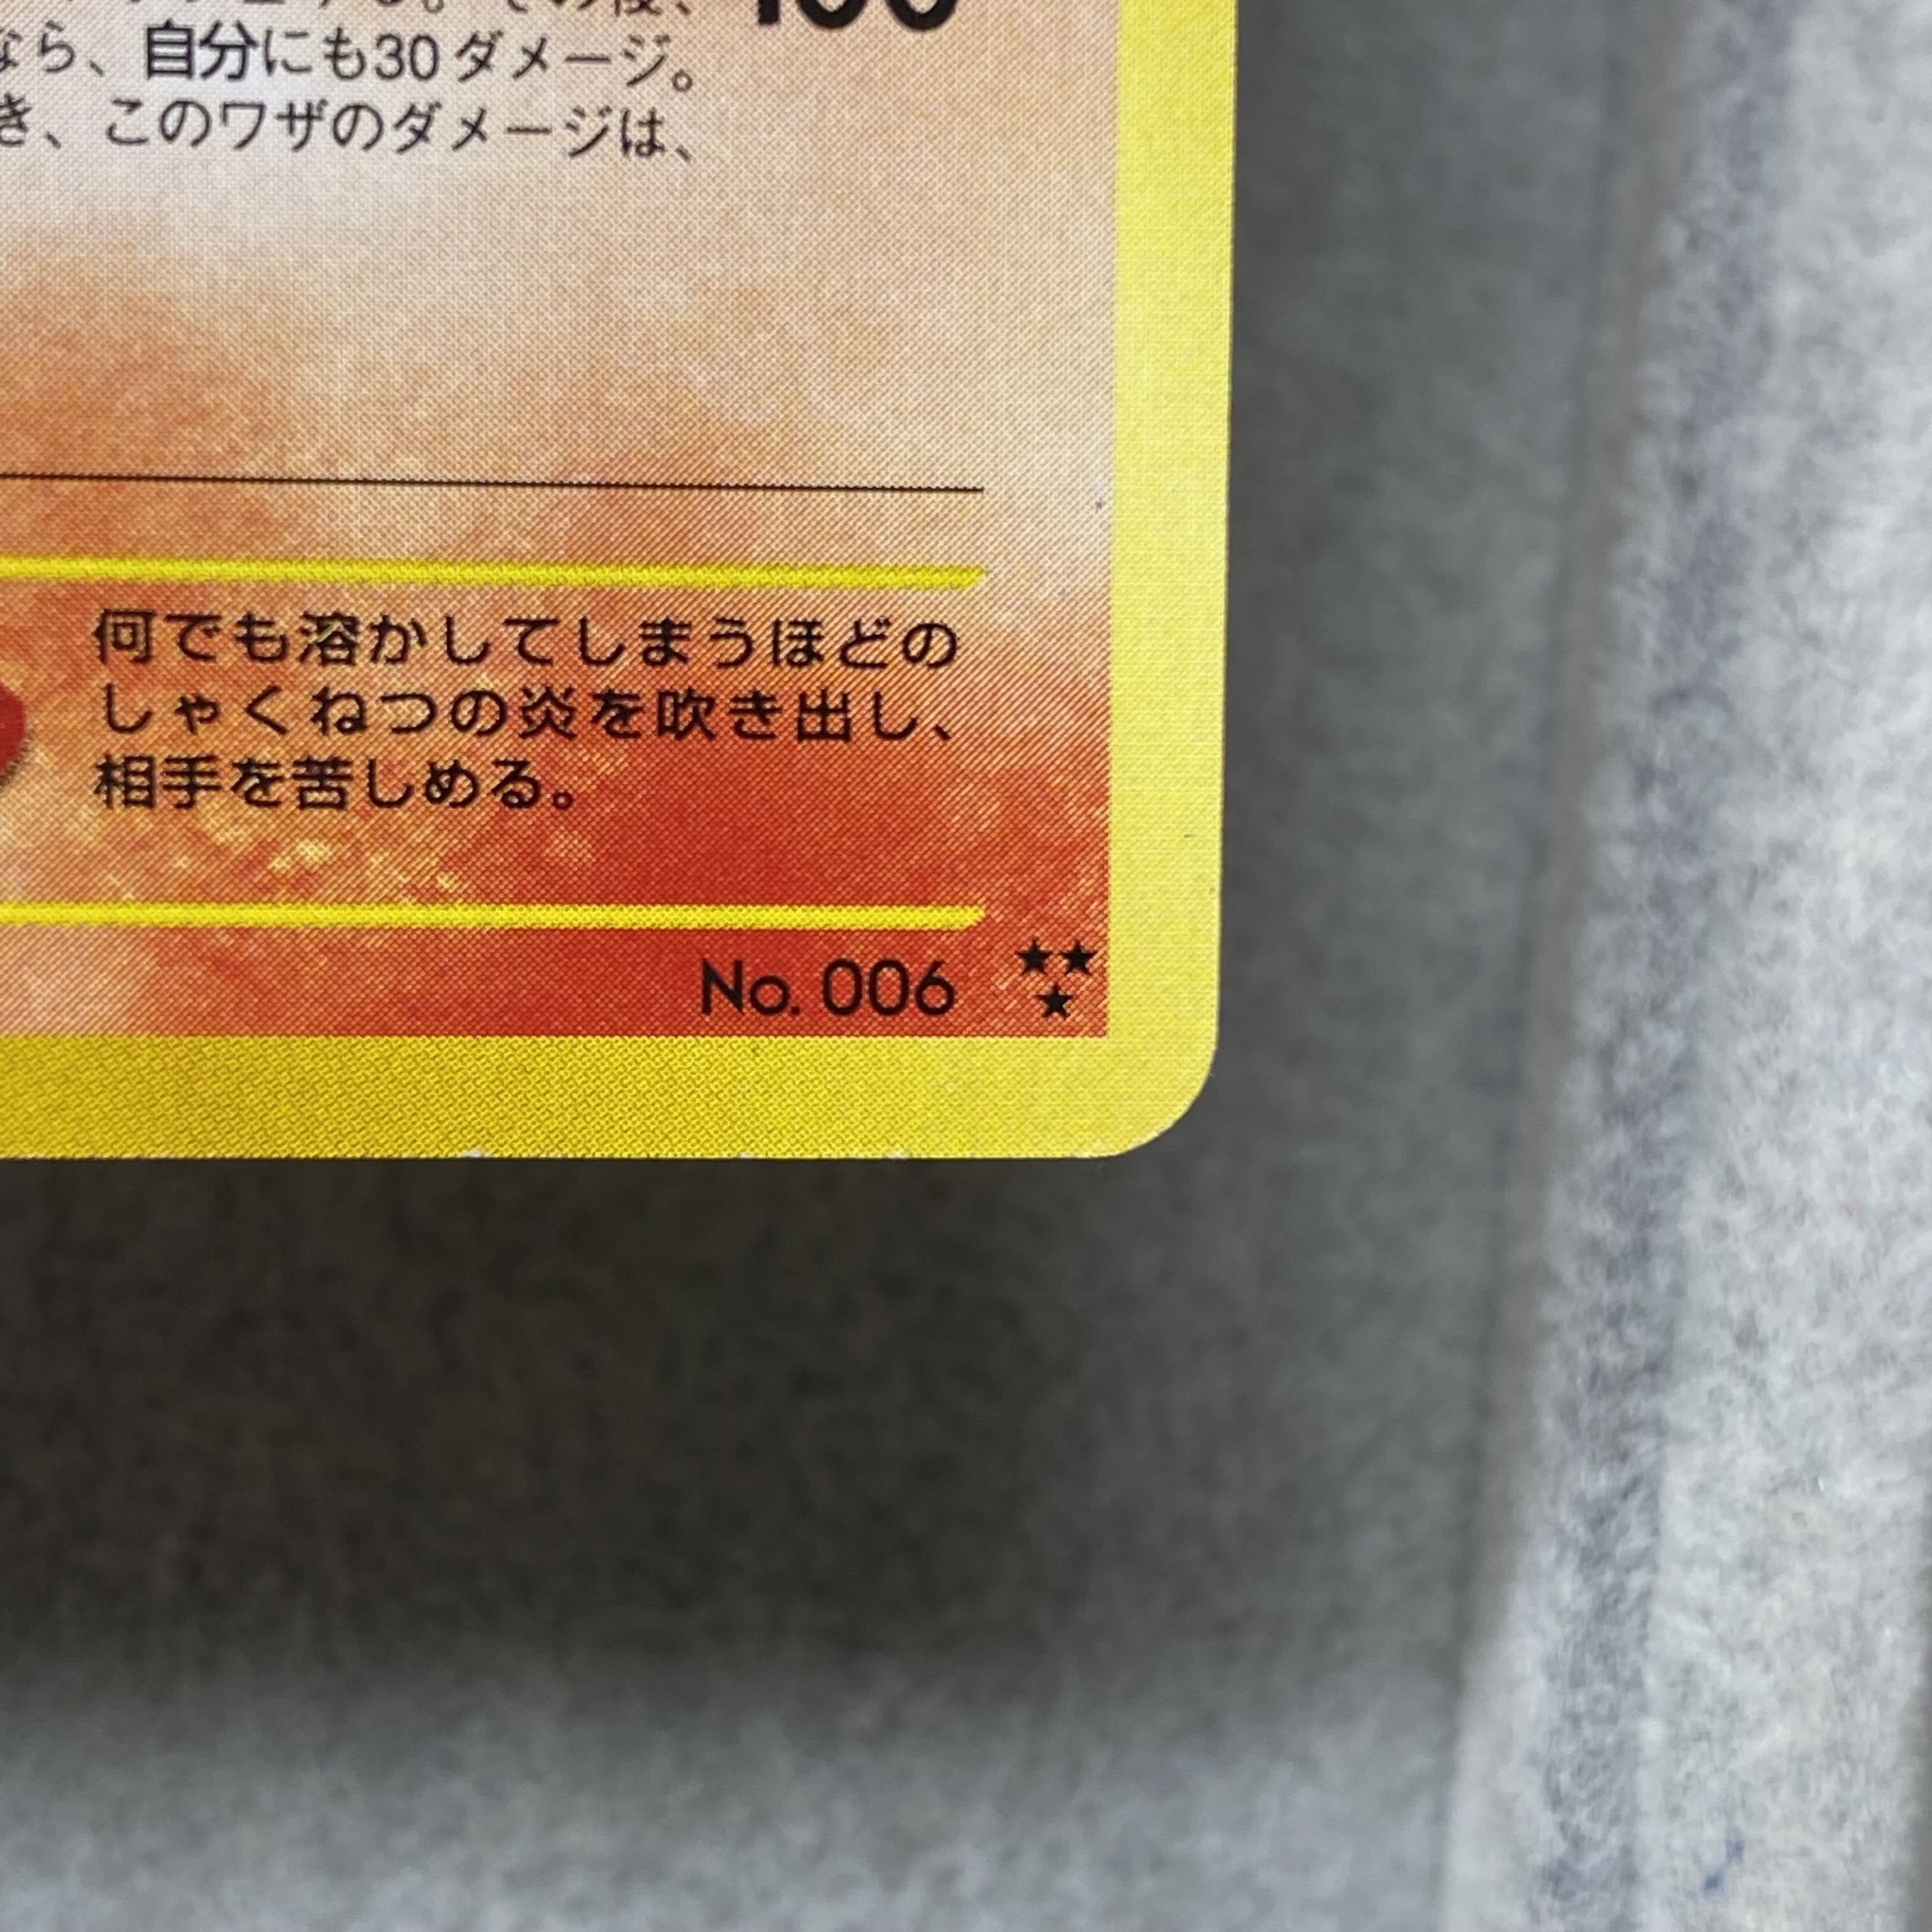 100
なら、自分にも30ダメージ。
き、このワザのダメージは、
何でも溶かしてしまうほどの
しゃくねつの炎を吹き出し、
相手を苦しめる。
No. 006 ★★★